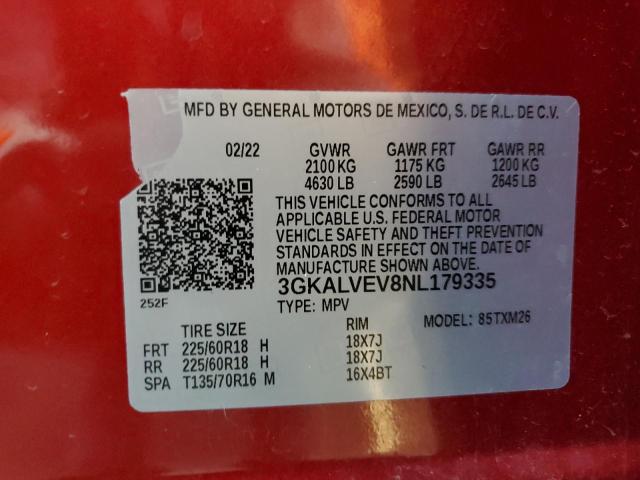 MFD BY GENERAL MOTORS DE MEXICO, S. DE R.L. DE C.V.
02/22 GVWR GAWR FRT GAWR RR
2100 KG 1175 KG 1200 KG
4630 LB 2590 LB 2645 LB
THIS VEHICLE CONFORMS TO ALL
APPLICABLE U.S. FEDERAL MOTOR
VEHICLE SAFETY AND THEFT PREVENTION
STANDARDS IN EFFECT ON THE DATE OF
MANUFACTURE SHOWN ABOVE.
3GKALVEV8NL179335
252F
TYPE: MPV MODEL: 85TXM26
TIRE SIZE RIM
FRT 225/60R18 H 18X7J
RR 225/60R18 H 18X7J
SPA T135/70R16 M 16X4BT